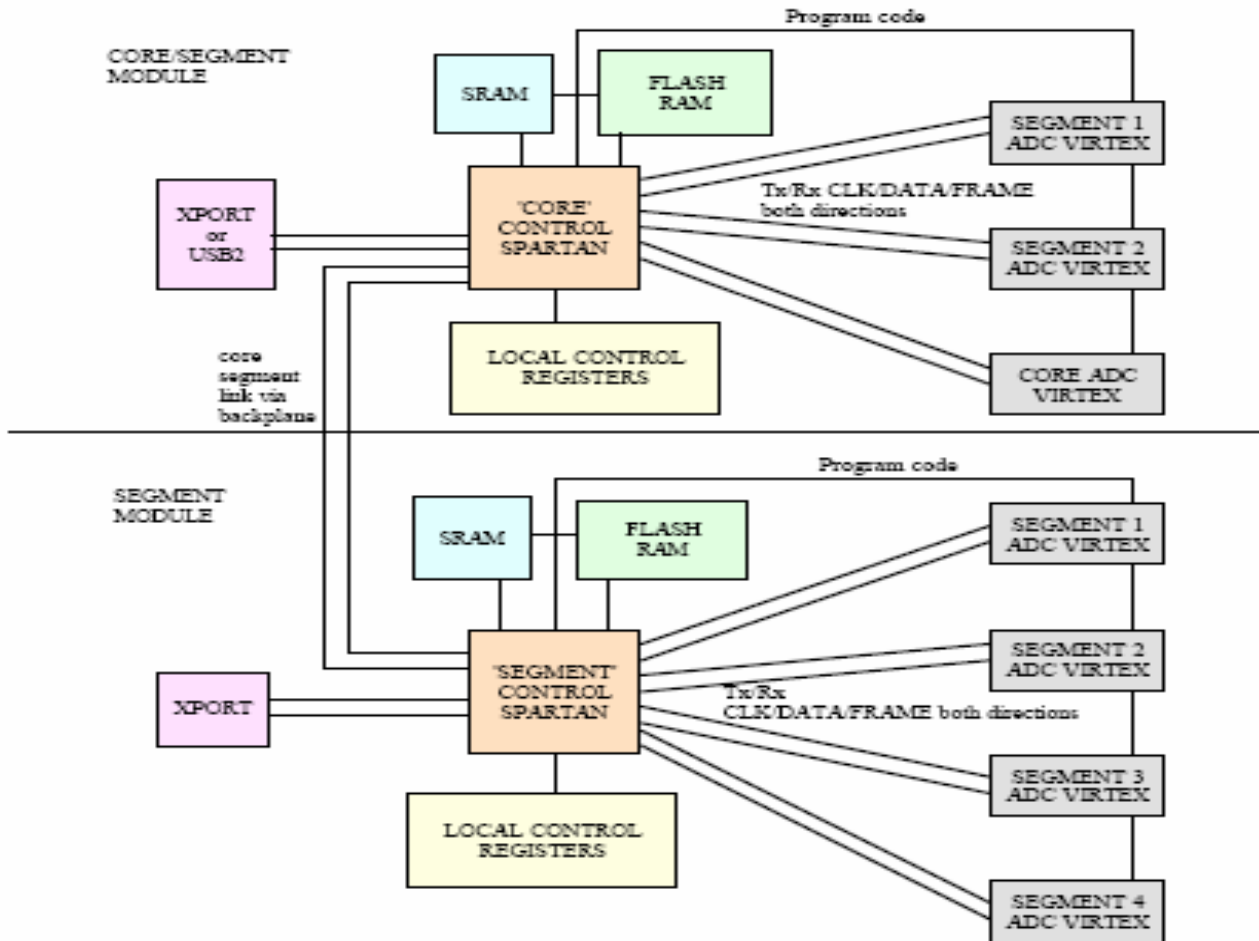 Program code
CORE/SEGMENT
MODULE
SRAM
FLASH
RAM
SEGMENT 1
ADC VIRTEX
XPORT
or
USB2
'CORE'
CONTROL
SPARTAN
Tx/Rx CLK/DATA/FRAME
both directions
SEGMENT 2
ADC VIRTEX
LOCAL CONTROL
REGISTERS
core
segment
link via
backplane
CORE ADC
VIRTEX
Program code
SEGMENT
MODULE
SRAM
FLASH
RAM
SEGMENT 1
ADC VIRTEX
XPORT
'SEGMENT'
CONTROL
SPARTAN
Tx/Rx
CLK/DATA/FRAME both directions
SEGMENT 2
ADC VIRTEX
LOCAL CONTROL
REGISTERS
SEGMENT 3
ADC VIRTEX
SEGMENT 4
ADC VIRTEX